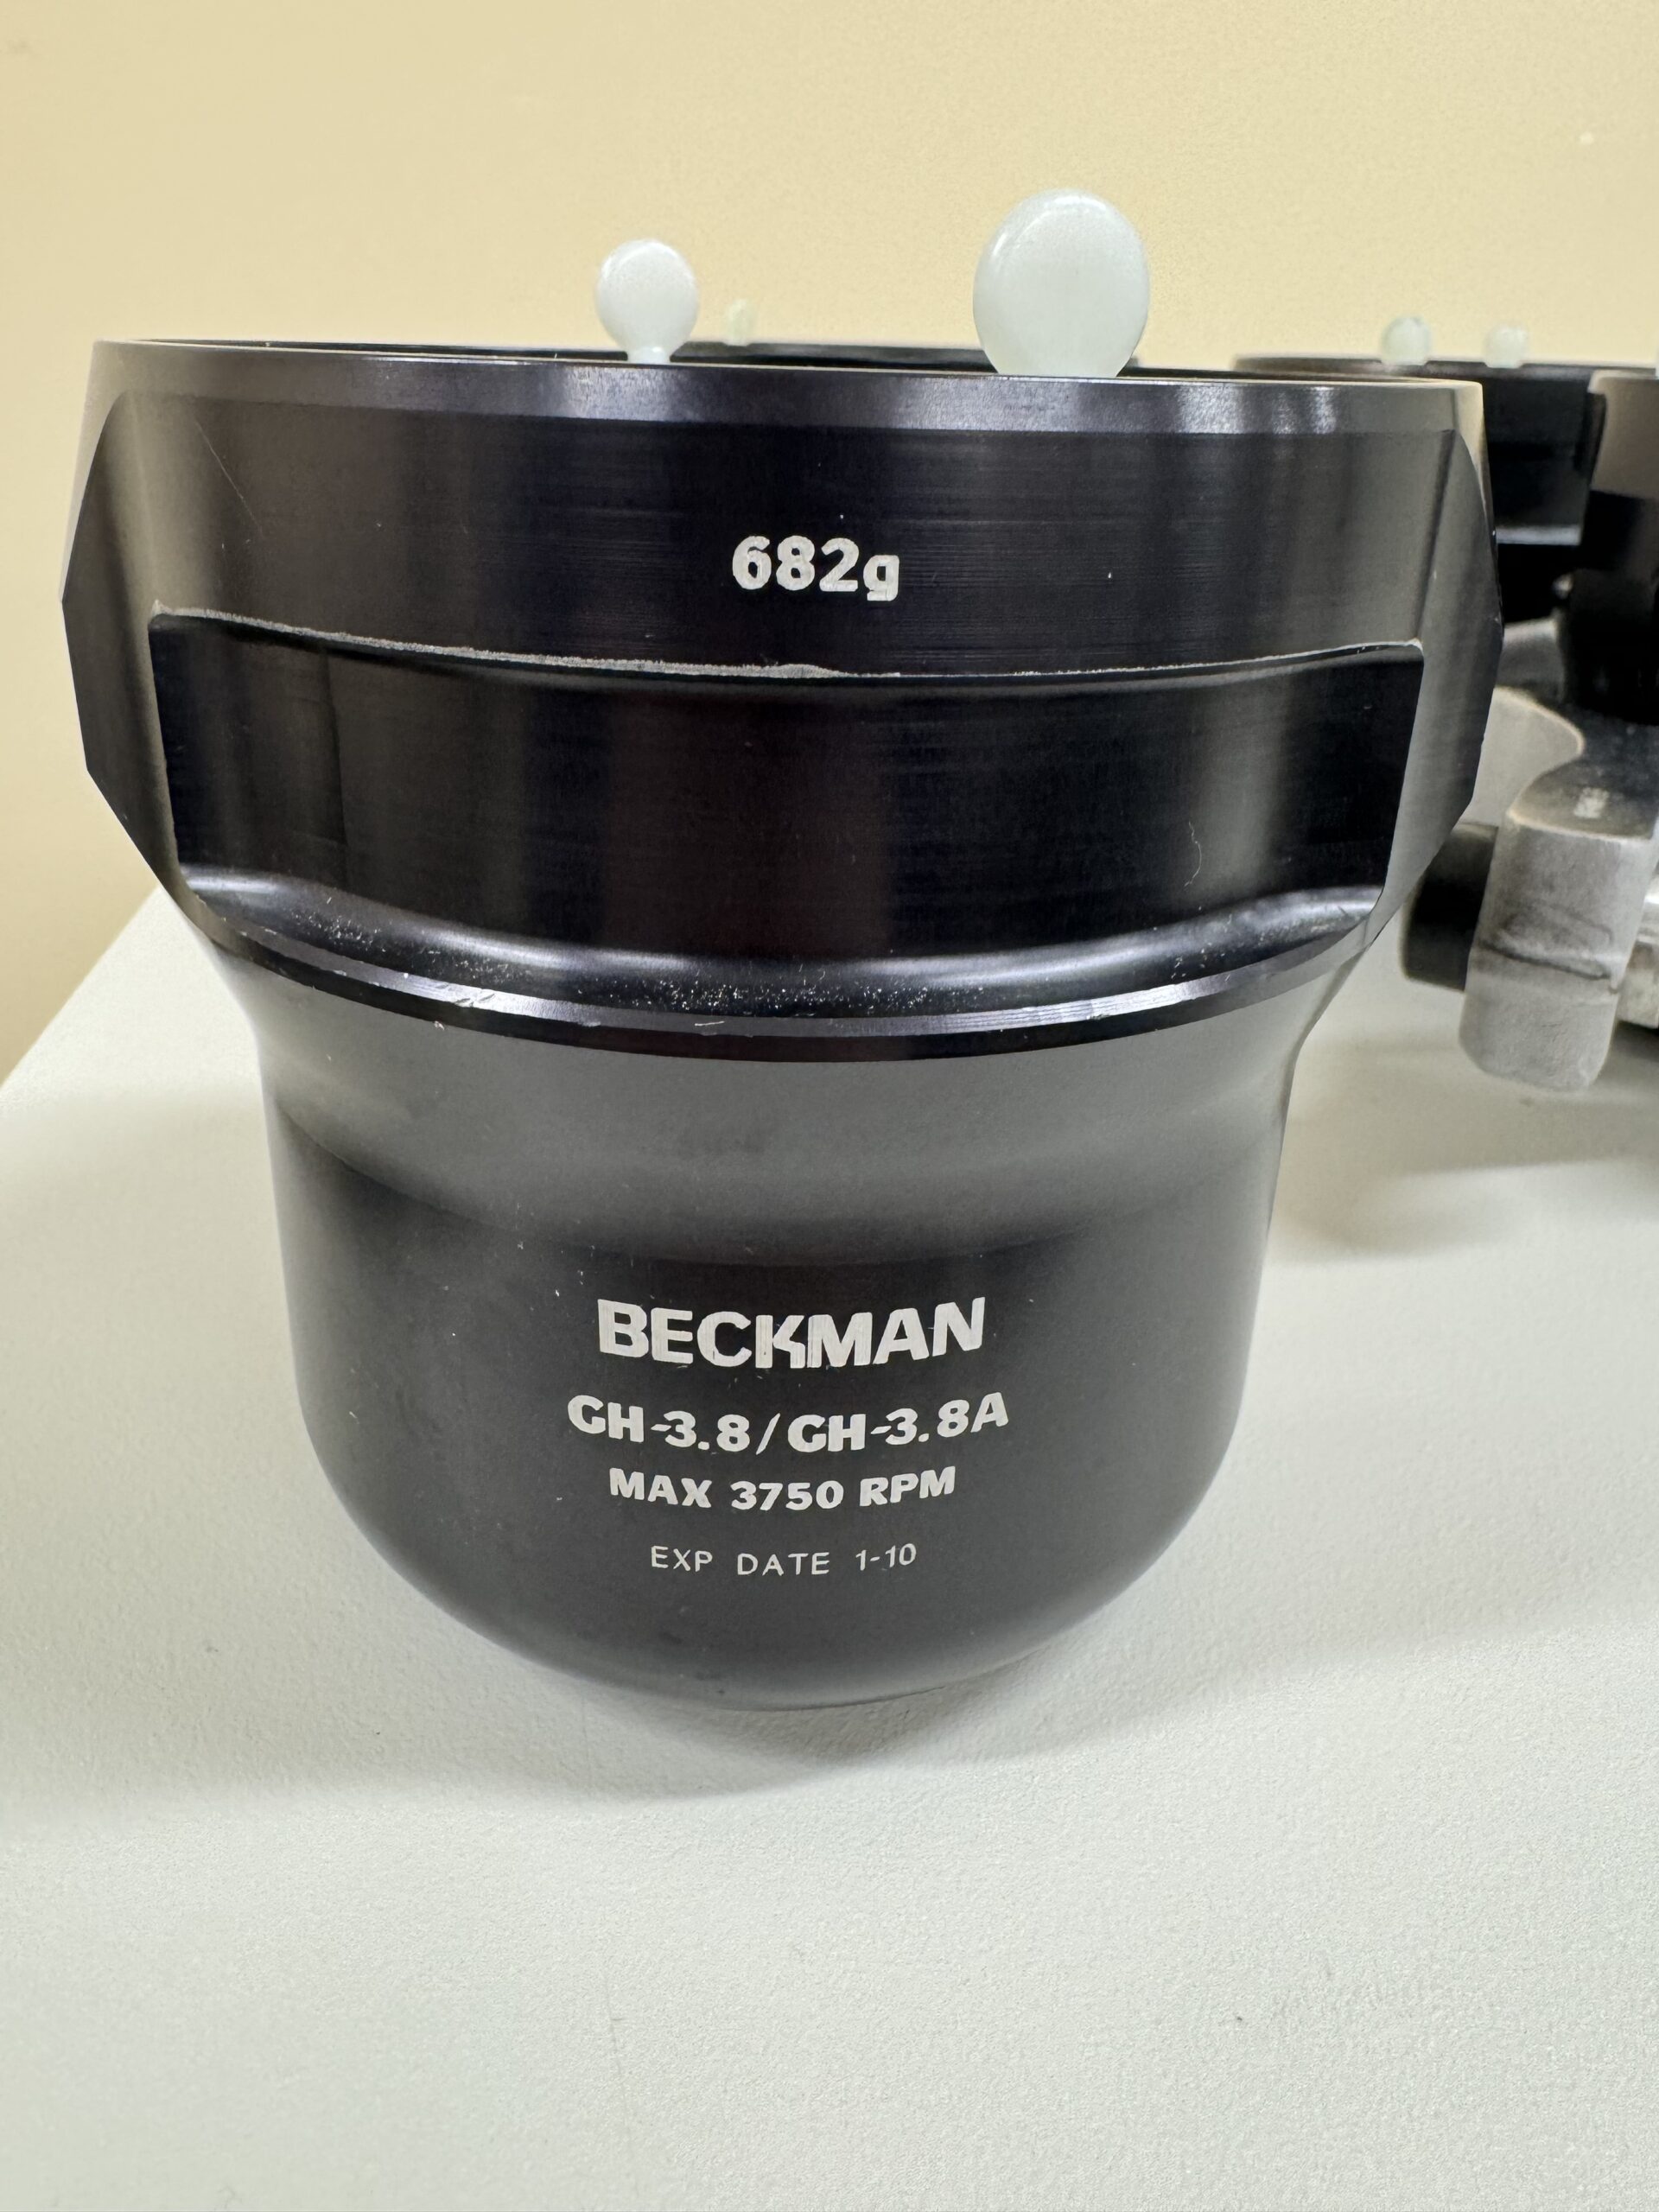 682g
BECKMAN
GH-3.8/GH-3.8A
MAX 3750 RPM
EXP DATE 1-10